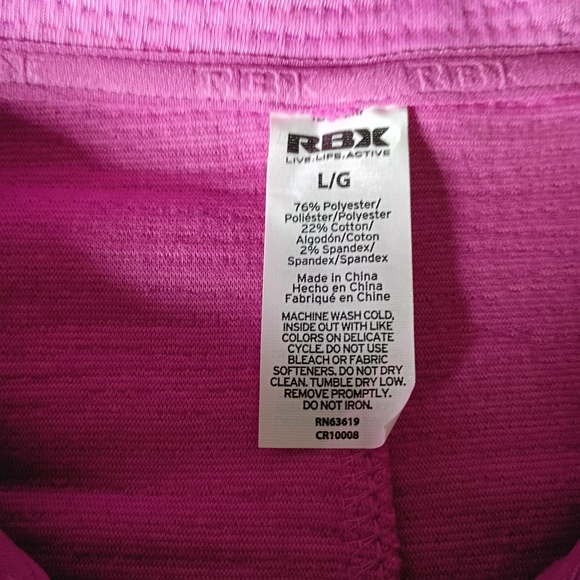 RBX RBX
RBX
LIVE.LIFE.ACTIVE
L/G
76% Polyester/
Poliéster/Polyester
22% Cotton/
Algodón/Coton
2% Spandex/
Spandex/Spandex
Made in China
Hecho en China
Fabriqué en Chine
MACHINE WASH COLD,
INSIDE OUT WITH LIKE
COLORS ON DELICATE
CYCLE. DO NOT USE
BLEACH OR FABRIC
SOFTENERS. DO NOT DRY
CLEAN. TUMBLE DRY LOW.
REMOVE PROMPTLY.
DO NOT IRON.
RN63619
CR10008